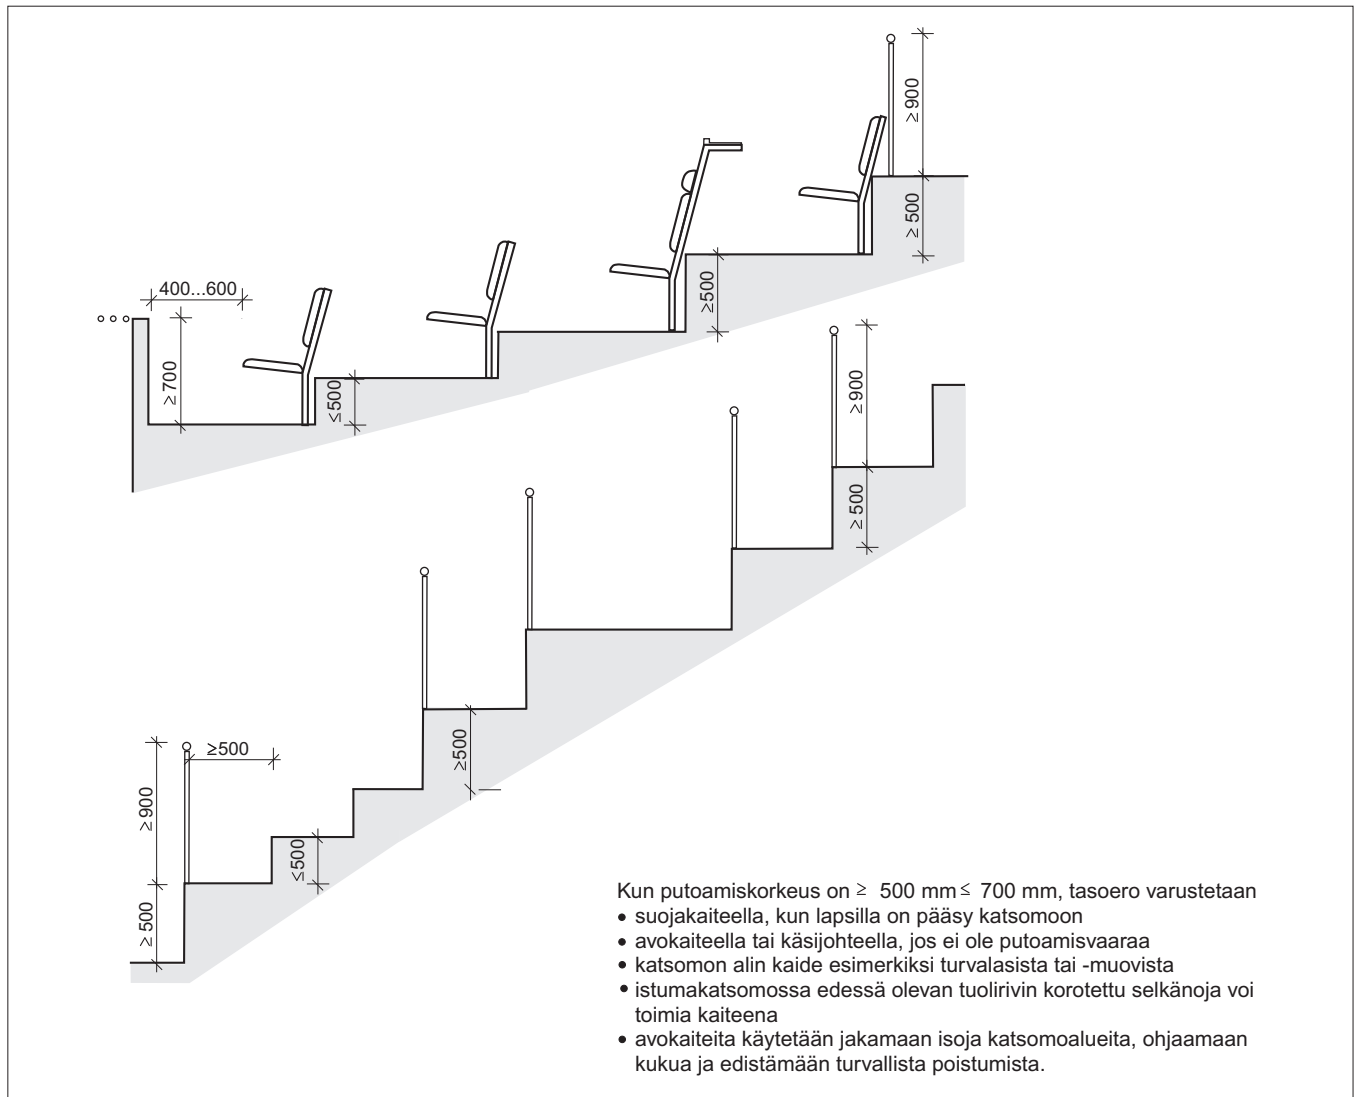 ≥ 900
≥ 500
400...600
≥500
≥ 700
≤500
≥ 900
≥ 500
≥500
≥500
≥ 900
≤500
≥ 500
Kun putoamiskorkeus on ≥ 500 mm ≤ 700 mm, tasoero varustetaan
• suojakaiteella, kun lapsilla on pääsy katsomoon
• avokaiteella tai käsijohteella, jos ei ole putoamisvaaraa
• katsomon alin kaide esimerkiksi turvalasista tai -muovista
• istumakatsomossa edessä olevan tuolirivin korotettu selkänoja voi
toimia kaiteena
• avokaiteita käytetään jakamaan isoja katsomoalueita, ohjaamaan
kukua ja edistämään turvallista poistumista.